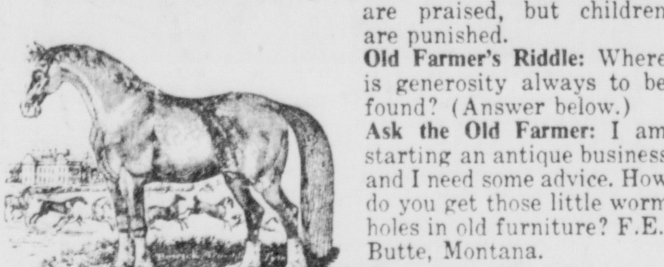 are praised, but children
are punished.
Old Farmer's Riddle: Where
is generosity always to be
found? (Answer below.)
Ask the Old Farmer: I am
starting an antique business
and I need some advice. How
do you get those little worm
holes in old furniture? F.E.
Butte, Montana.